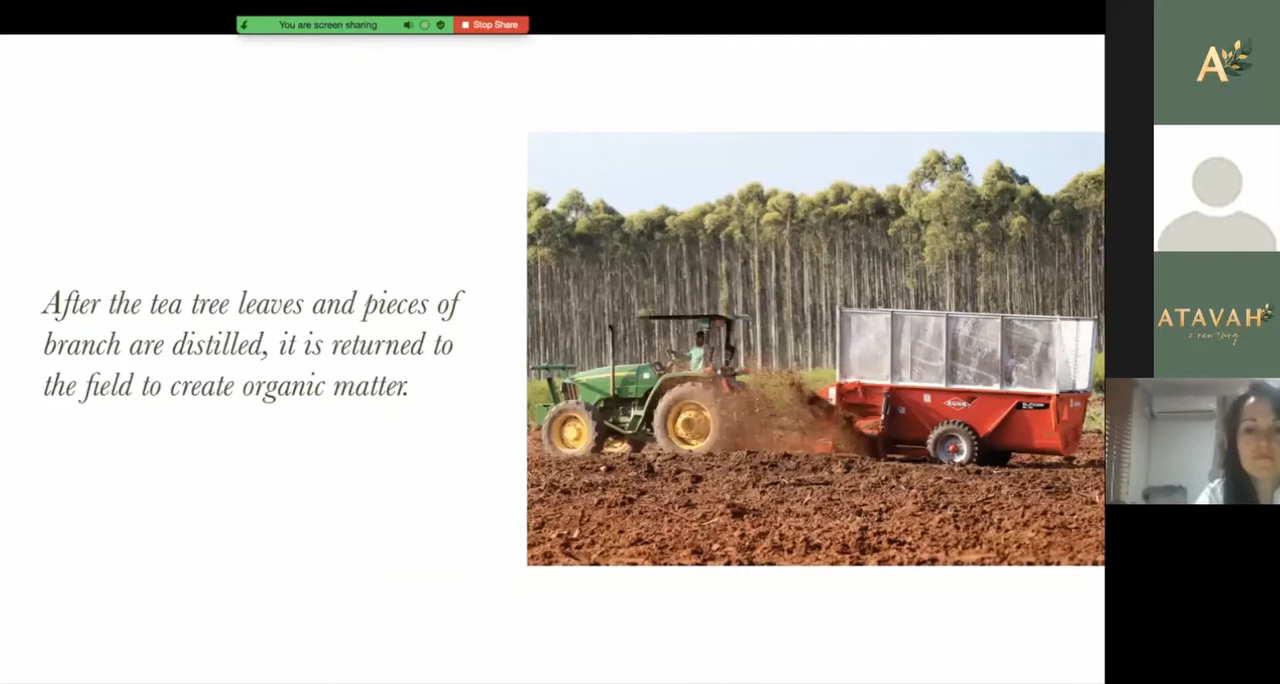 You are screen sharing
Stop Share
After the tea tree leaves and pieces of
branch are distilled, it is returned to
the field to create organic matter.
KUHN
A
ATAVAH